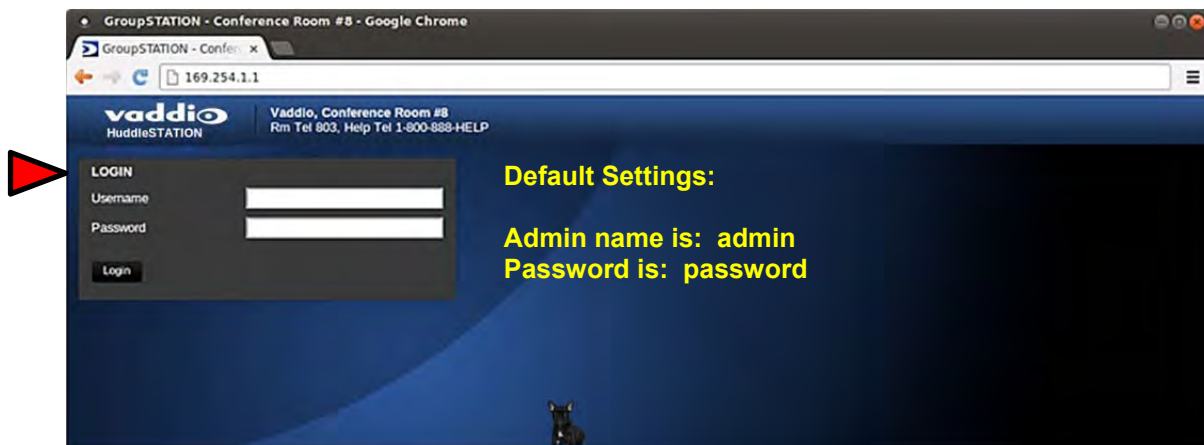 GroupSTATION - Conference Room #8 - Google Chrome
GroupSTATION - Confer
169.254.1.1
vaddio
HuddleSTATION
Vaddio, Conference Room #8
Rm Tel 803, Help Tel 1-800-888-HELP
LOGIN
Username
Password
Login
Default Settings:
Admin name is: admin
Password is: password